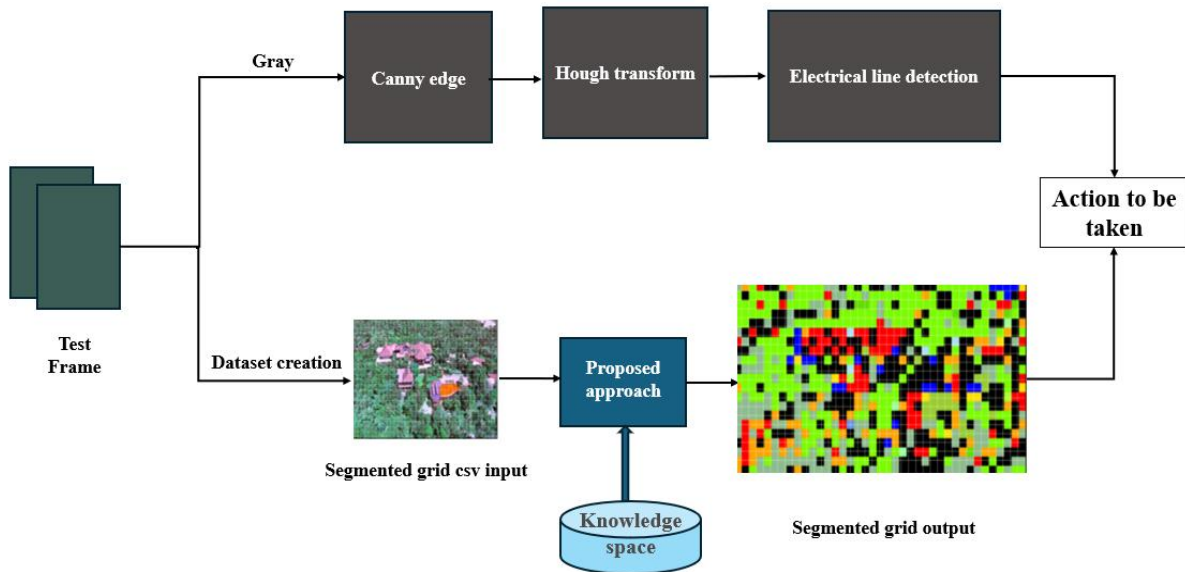 Gray
Canny edge
Hough transform
Electrical line detection
Action to be
taken
Test
Frame
Dataset creation
Segmented grid csv input
Proposed
approach
Knowledge
space
Segmented grid output